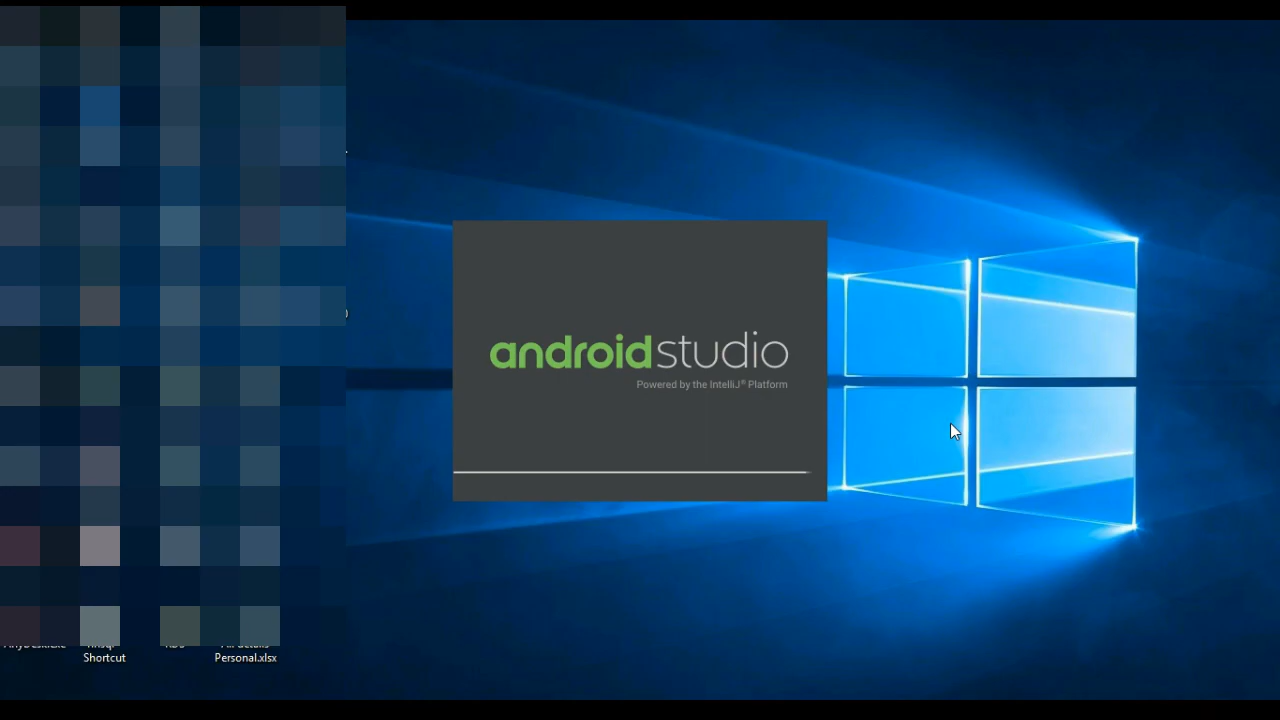 androidstudio
Powered by the IntelliJ® Platform
Shortcut
Personal.xlsx